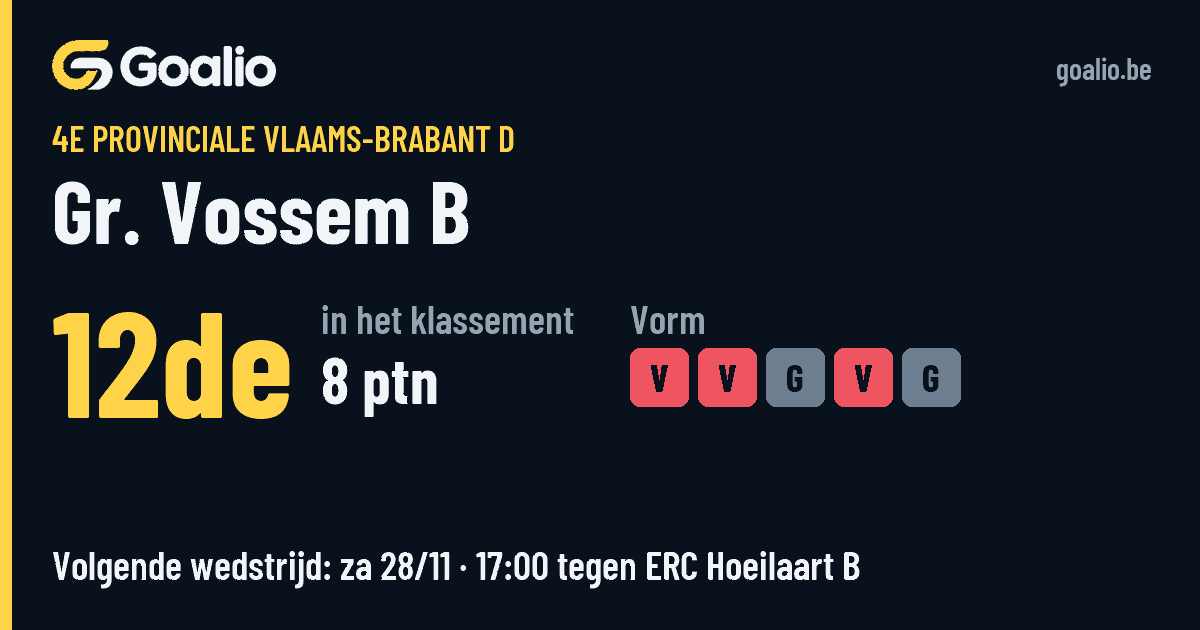 Goalio
goalio.be
4E PROVINCIALE VLAAMS-BRABANT D
Gr. Vossem B
12de
in het klassement
8 ptn
Vorm
V V G V G
Volgende wedstrijd: za 28/11 · 17:00 tegen ERC Hoeilaart B